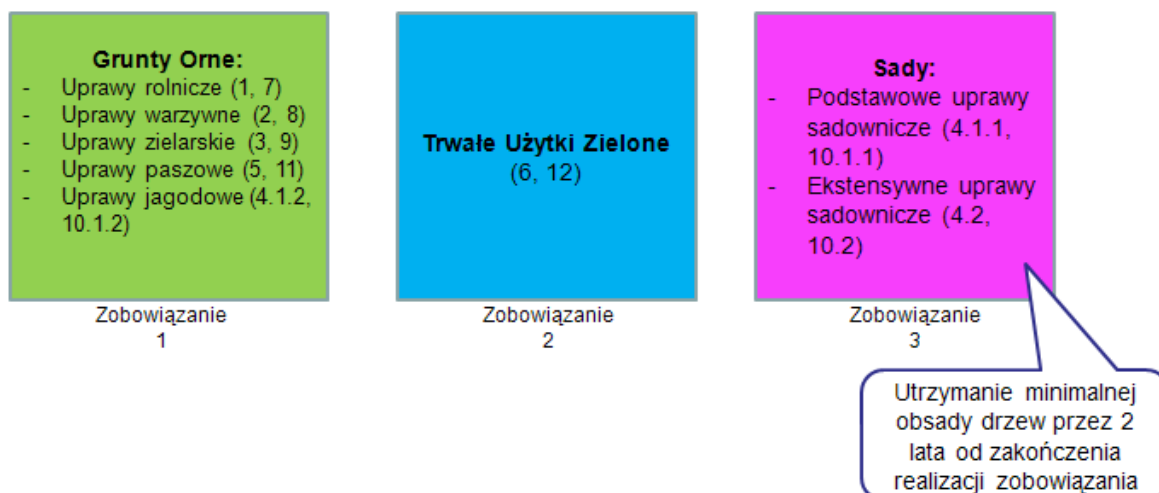 Grunty Orne:
- Uprawy rolnicze (1, 7)
- Uprawy warzywne (2, 8)
- Uprawy zielarskie (3, 9)
- Uprawy paszowe (5, 11)
- Uprawy jagodowe (4.1.2,
10.1.2)
Zobowiązanie
1
Trwałe Użytki Zielone
(6, 12)
Zobowiązanie
2
Sady:
- Podstawowe uprawy
sadownicze (4.1.1,
10.1.1)
- Ekstensywne uprawy
sadownicze (4.2,
10.2)
Zobowiązanie
3
Utrzymanie minimalnej
obsady drzew przez 2
lata od zakończenia
realizacji zobowiązania